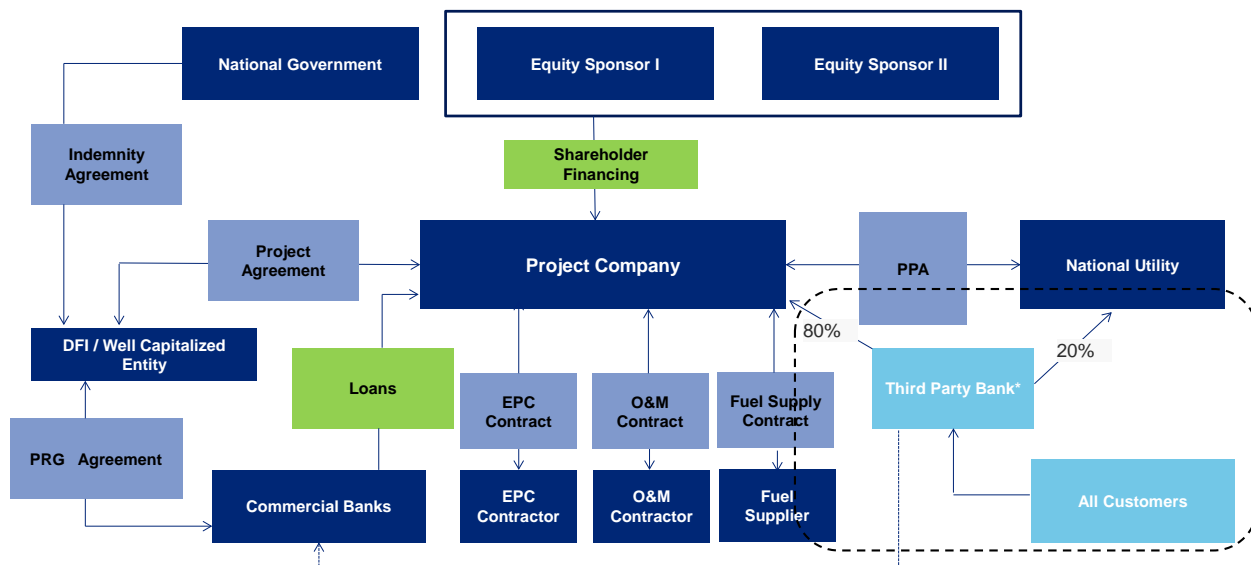 National Government
Equity Sponsor I
Equity Sponsor II
Indemnity
Agreement
Shareholder
Financing
Project
Agreement
Project Company
PPA
National Utility
80%
20%
DFI / Well Capitalized
Entity
Loans
Third Party Bank*
EPC
Contract
O&M
Contract
Fuel Supply
Contract
PRG Agreement
Commercial Banks
EPC
Contractor
O&M
Contractor
Fuel
Supplier
All Customers